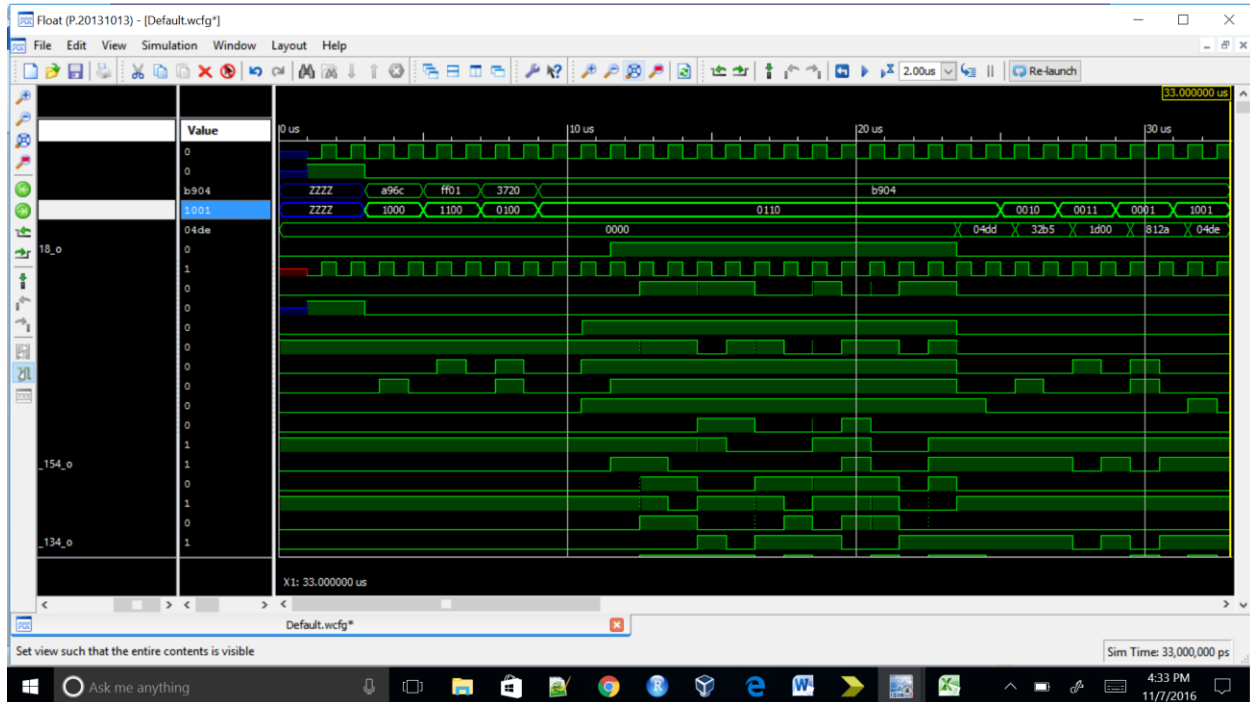 Float (P.20131013) - [Default.wcfg*]
File Edit View Simulation Window Layout Help
2.00us Re-launch
33.000000 us
Value 0 us 10 us 20 us 30 us
0
0
b904 ZZZZ a96c ff01 3720 b904
1001 ZZZZ 1000 1100 0100 0110 0010 0011 0001 1001
04de 0000 04dd 32b5 1d00 812a 04de
18_o 0
1
0
0
0
0
0
0
0
0
1
_154_o 1
0
1
0
_134_o 1
X1: 33.000000 us
Default.wcfg*
Set view such that the entire contents is visible Sim Time: 33,000,000 ps
Ask me anything 4:33 PM
11/7/2016